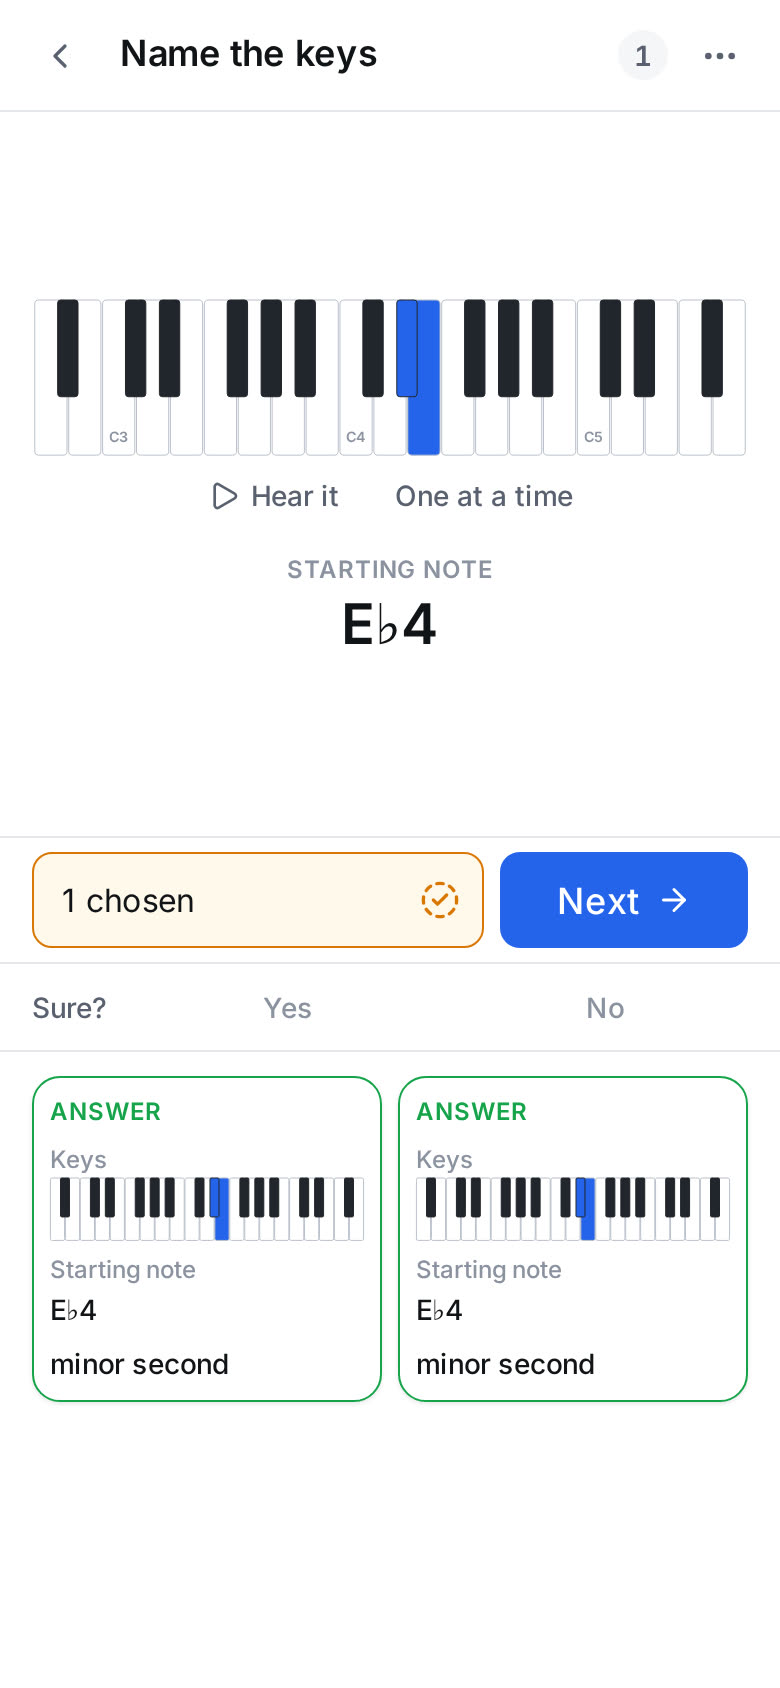 Name the keys
1
C3
C4
C5
Hear it
One at a time
STARTING NOTE
E♭4
1 chosen
Next
Sure?
Yes
No
ANSWER
Keys
Starting note
E♭4
minor second
ANSWER
Keys
Starting note
E♭4
minor second